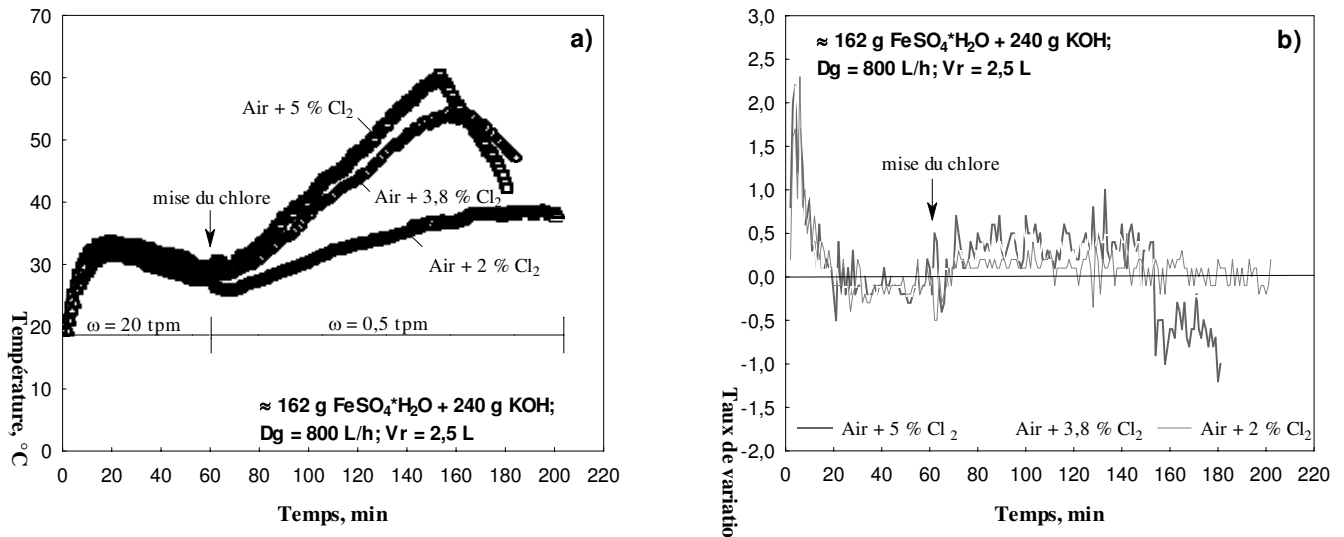 a)
70
60
50
40
30
20
10
0
Température, °C
Air + 5 % Cl₂
mise du chlore
Air + 3,8 % Cl₂
Air + 2 % Cl₂
ω = 20 tpm
ω = 0,5 tpm
≈ 162 g FeSO₄*H₂O + 240 g KOH;
Dg = 800 L/h; Vr = 2,5 L
0 20 40 60 80 100 120 140 160 180 200 220
Temps, min
b)
3,0
2,5
2,0
1,5
1,0
0,5
0,0
-0,5
-1,0
-1,5
-2,0
Taux de variatio
≈ 162 g FeSO₄*H₂O + 240 g KOH;
Dg = 800 L/h; Vr = 2,5 L
mise du chlore
Air + 5 % Cl₂ Air + 3,8 % Cl₂ Air + 2 % Cl₂
0 20 40 60 80 100 120 140 160 180 200 220
Temps, min